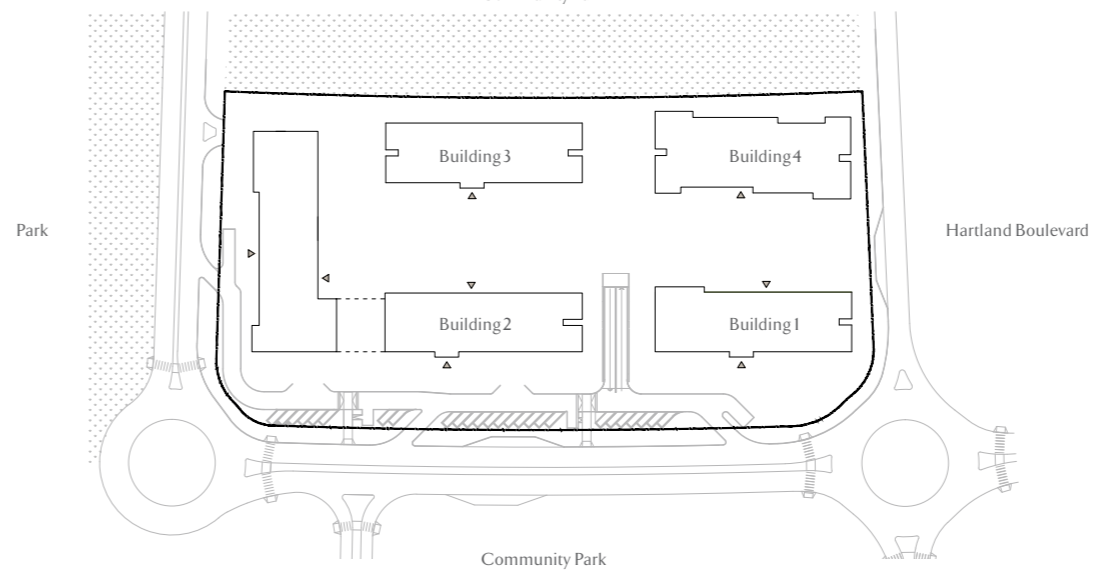 Building 3
Building 4
Park
Hartland Boulevard
Building 2
Building 1
Community Park